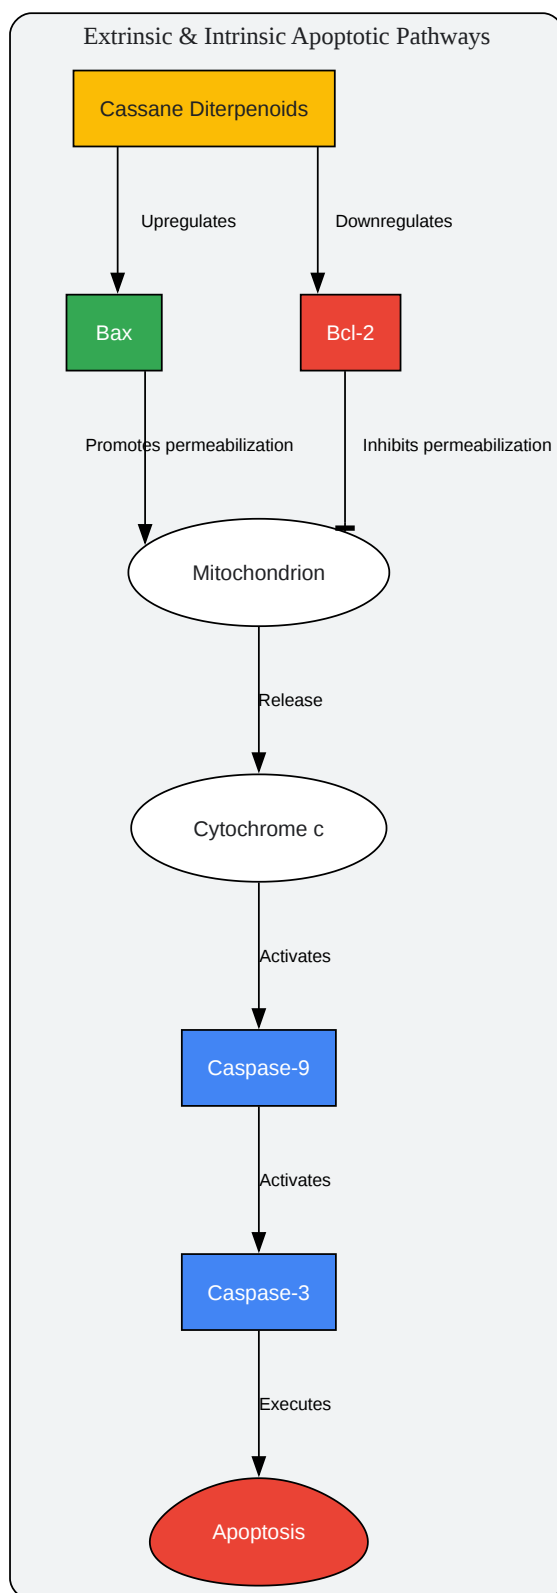 Extrinsic & Intrinsic Apoptotic Pathways
Cassane Diterpenoids
Upregulates
Downregulates
Bax
Bcl-2
Promotes permeabilization
Inhibits permeabilization
Mitochondrion
Release
Cytochrome c
Activates
Caspase-9
Activates
Caspase-3
Executes
Apoptosis